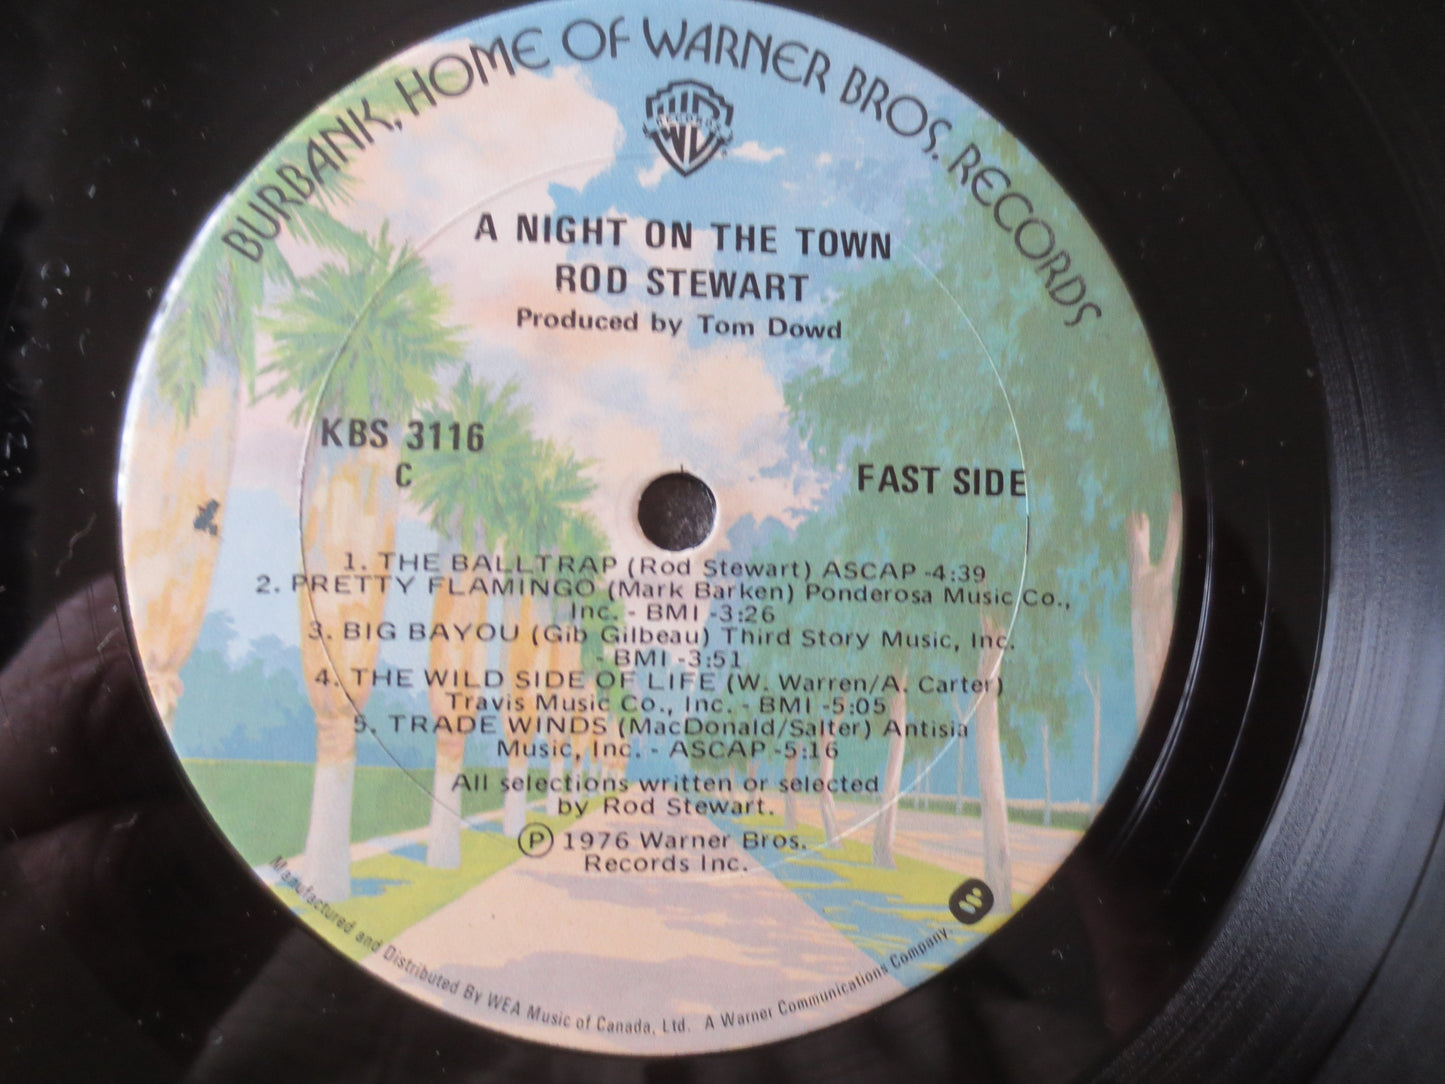 BURBANK, HOME OF WARNER BROS. RECORDS
WB
RECORDS
A NIGHT ON THE TOWN
ROD STEWART
Produced by Tom Dowd
KBS 3116
C
FAST SIDE
1. THE BALLTRAP (Rod Stewart) ASCAP -4:39
2. PRETTY FLAMINGO (Mark Barken) Ponderosa Music Co.,
Inc. - BMI -3:26
3. BIG BAYOU (Gib Gilbeau) Third Story Music, Inc.
- BMI -3:51
4. THE WILD SIDE OF LIFE (W. Warren/A. Carter)
Travis Music Co., Inc. - BMI -5:05
5. TRADE WINDS (MacDonald/Salter) Antisia
Music, Inc. - ASCAP -5:16
All selections written or selected
by Rod Stewart.
Ⓟ 1976 Warner Bros.
Records Inc.
Manufactured and Distributed By WEA Music of Canada, Ltd. A Warner Communications Company.